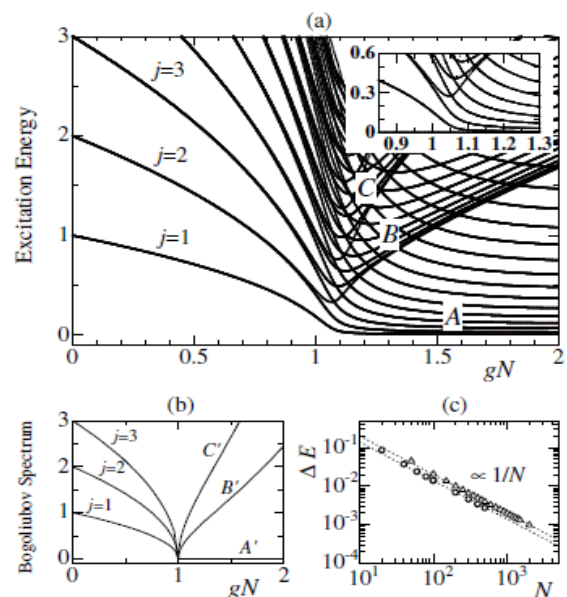 (a)
Excitation Energy
3
2
1
0
j=3
j=2
j=1
0.6
0.3
0
0.9 1 1.1 1.2 1.3
C
B
A
0 0.5 1 1.5 2
gN
(b)
Bogoliubov Spectrum
3
2
1
0
j=3
j=2
j=1
C'
B'
A'
0 1 2
gN
(c)
Δ E
10⁻¹
10⁻²
10⁻³
10⁻⁴
∝ 1/N
10¹ 10² 10³
N